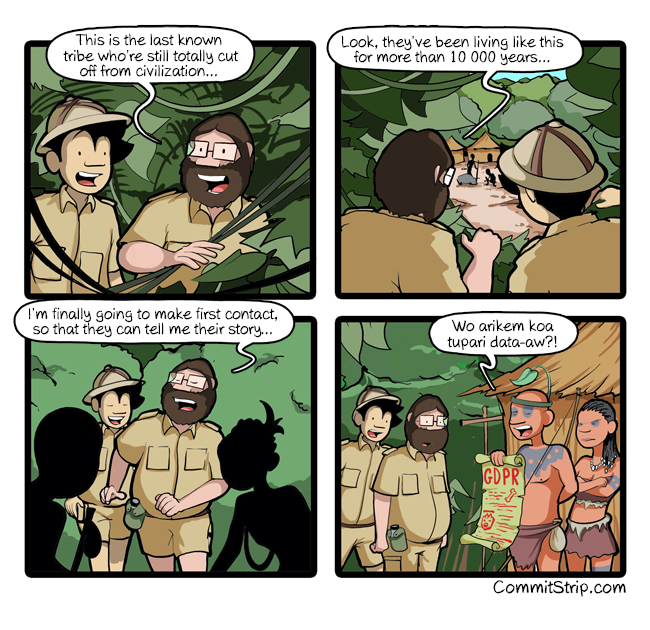 This is the last known
tribe who're still totally cut
off from civilization...
Look, they've been living like this
for more than 10 000 years...
I'm finally going to make first contact,
so that they can tell me their story...
Wo arikem koa
tupari data-aw?!
GDPR
CommitStrip.com